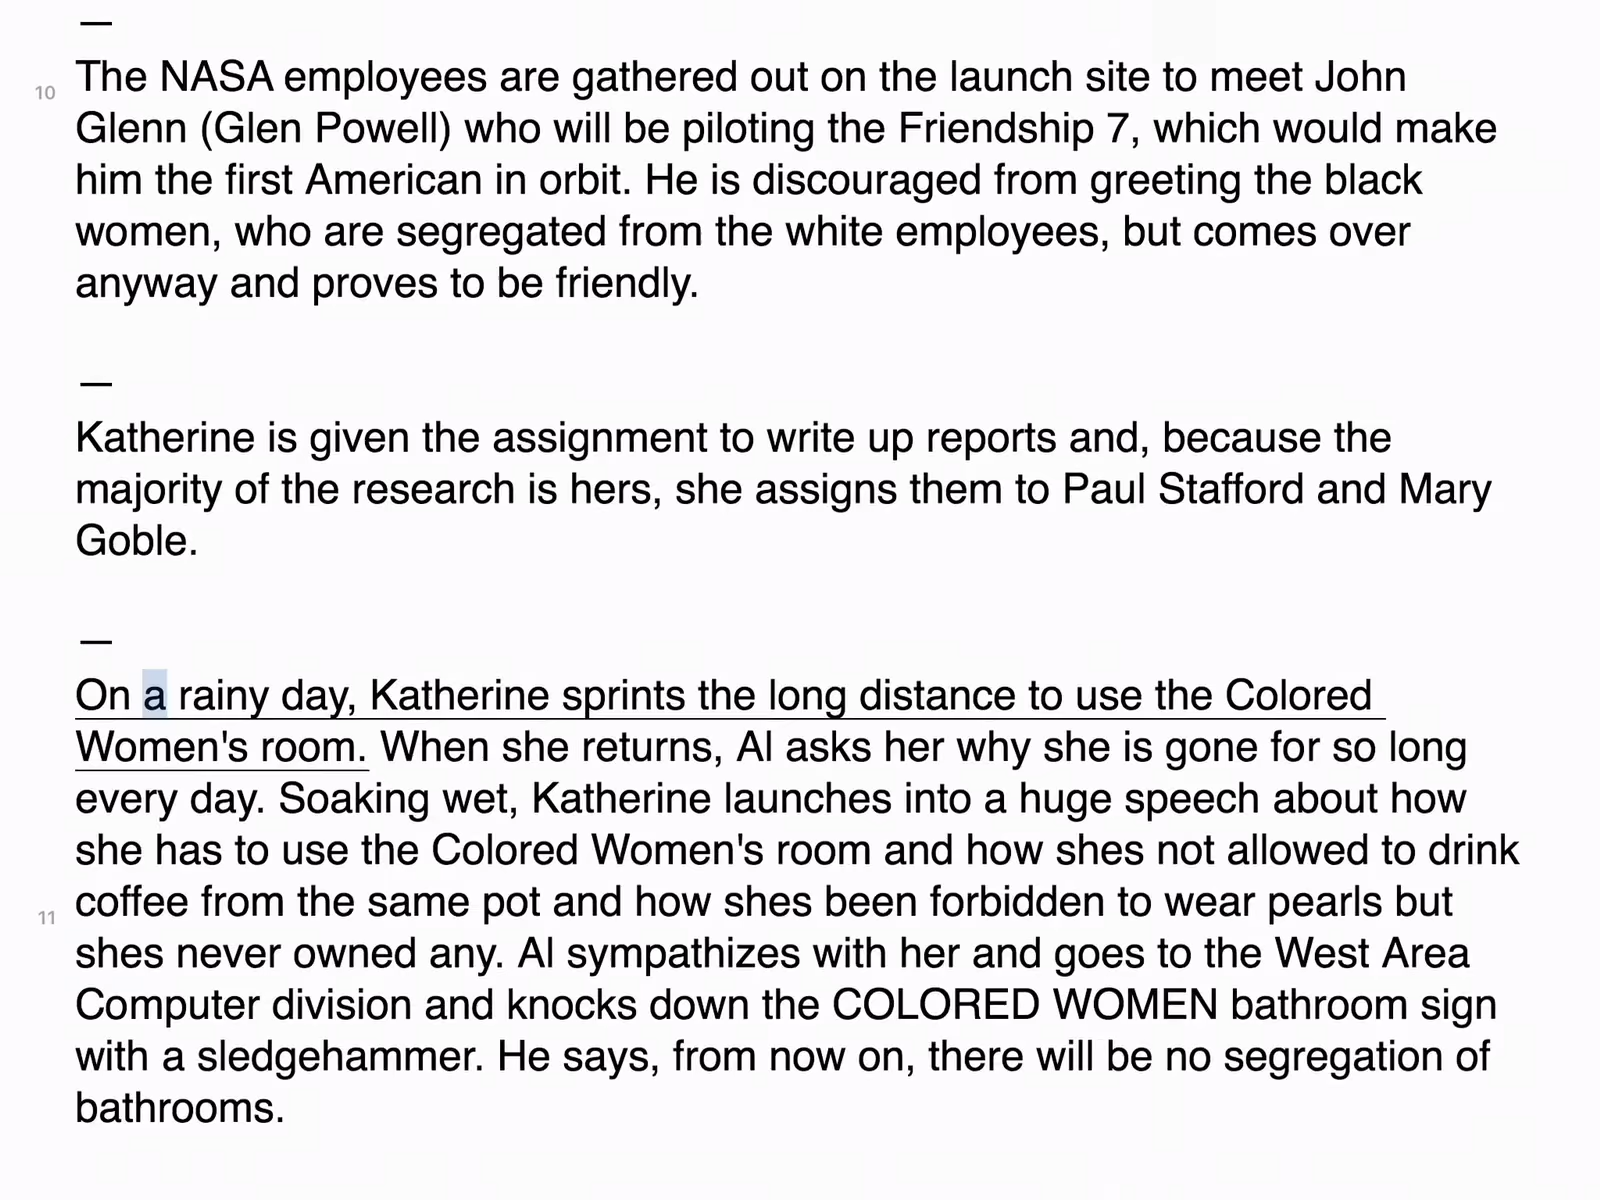 —
10
The NASA employees are gathered out on the launch site to meet John
Glenn (Glen Powell) who will be piloting the Friendship 7, which would make
him the first American in orbit. He is discouraged from greeting the black
women, who are segregated from the white employees, but comes over
anyway and proves to be friendly.
—
Katherine is given the assignment to write up reports and, because the
majority of the research is hers, she assigns them to Paul Stafford and Mary
Goble.
—
On a rainy day, Katherine sprints the long distance to use the Colored
Women's room. When she returns, Al asks her why she is gone for so long
every day. Soaking wet, Katherine launches into a huge speech about how
she has to use the Colored Women's room and how shes not allowed to drink
11
coffee from the same pot and how shes been forbidden to wear pearls but
shes never owned any. Al sympathizes with her and goes to the West Area
Computer division and knocks down the COLORED WOMEN bathroom sign
with a sledgehammer. He says, from now on, there will be no segregation of
bathrooms.